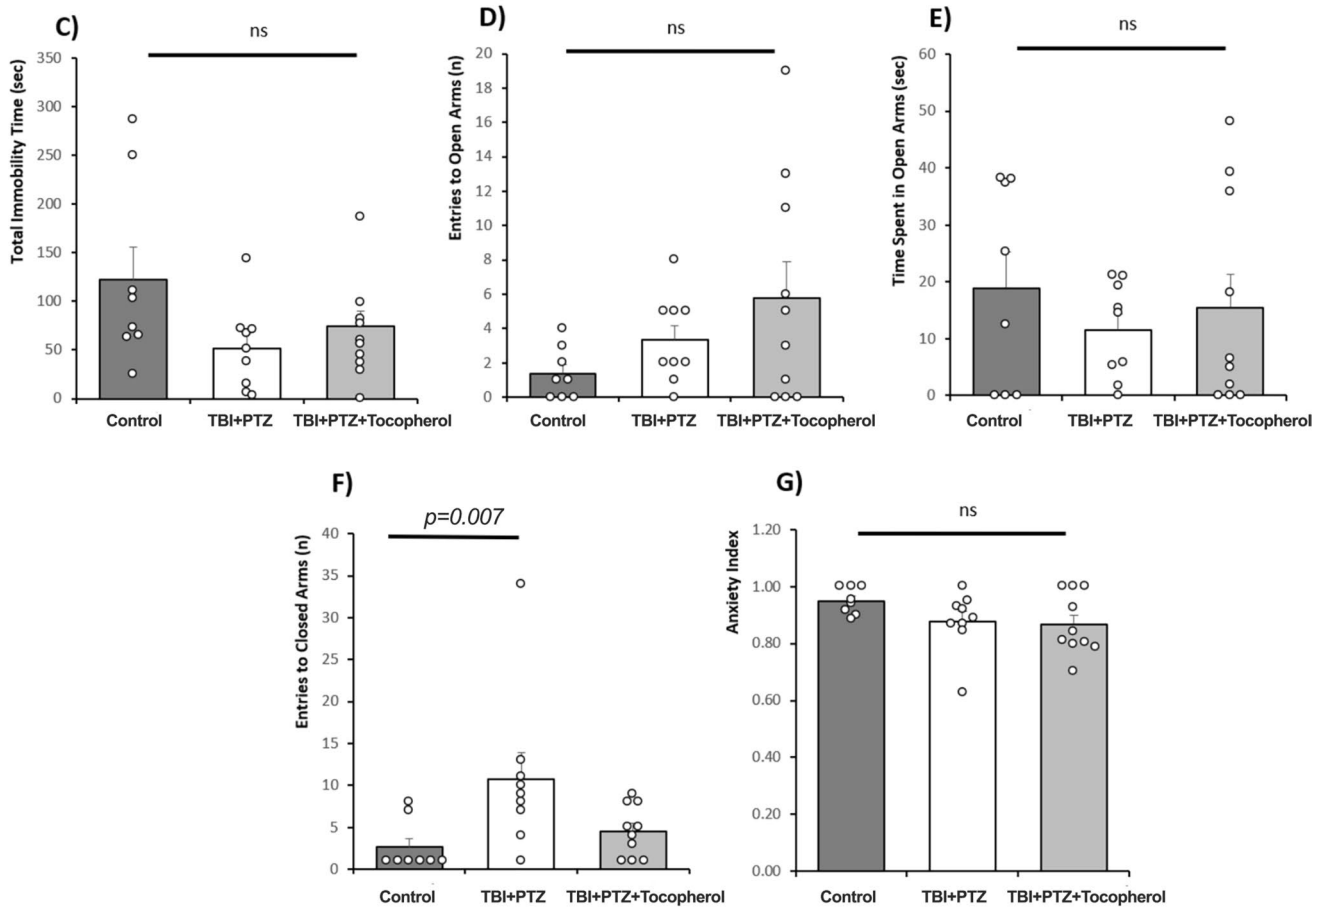 C)
ns
Total Immobility Time (sec)
350
300
250
200
150
100
50
0
Control
TBI+PTZ
TBI+PTZ+Tocopherol
D)
ns
Entries to Open Arms (n)
20
18
16
14
12
10
8
6
4
2
0
Control
TBI+PTZ
TBI+PTZ+Tocopherol
E)
ns
Time Spent in Open Arms (sec)
60
50
40
30
20
10
0
Control
TBI+PTZ
TBI+PTZ+Tocopherol
F)
p=0.007
Entries to Closed Arms (n)
40
35
30
25
20
15
10
5
0
Control
TBI+PTZ
TBI+PTZ+Tocopherol
G)
ns
Anxiety Index
1.20
1.00
0.80
0.60
0.40
0.20
0.00
Control
TBI+PTZ
TBI+PTZ+Tocopherol